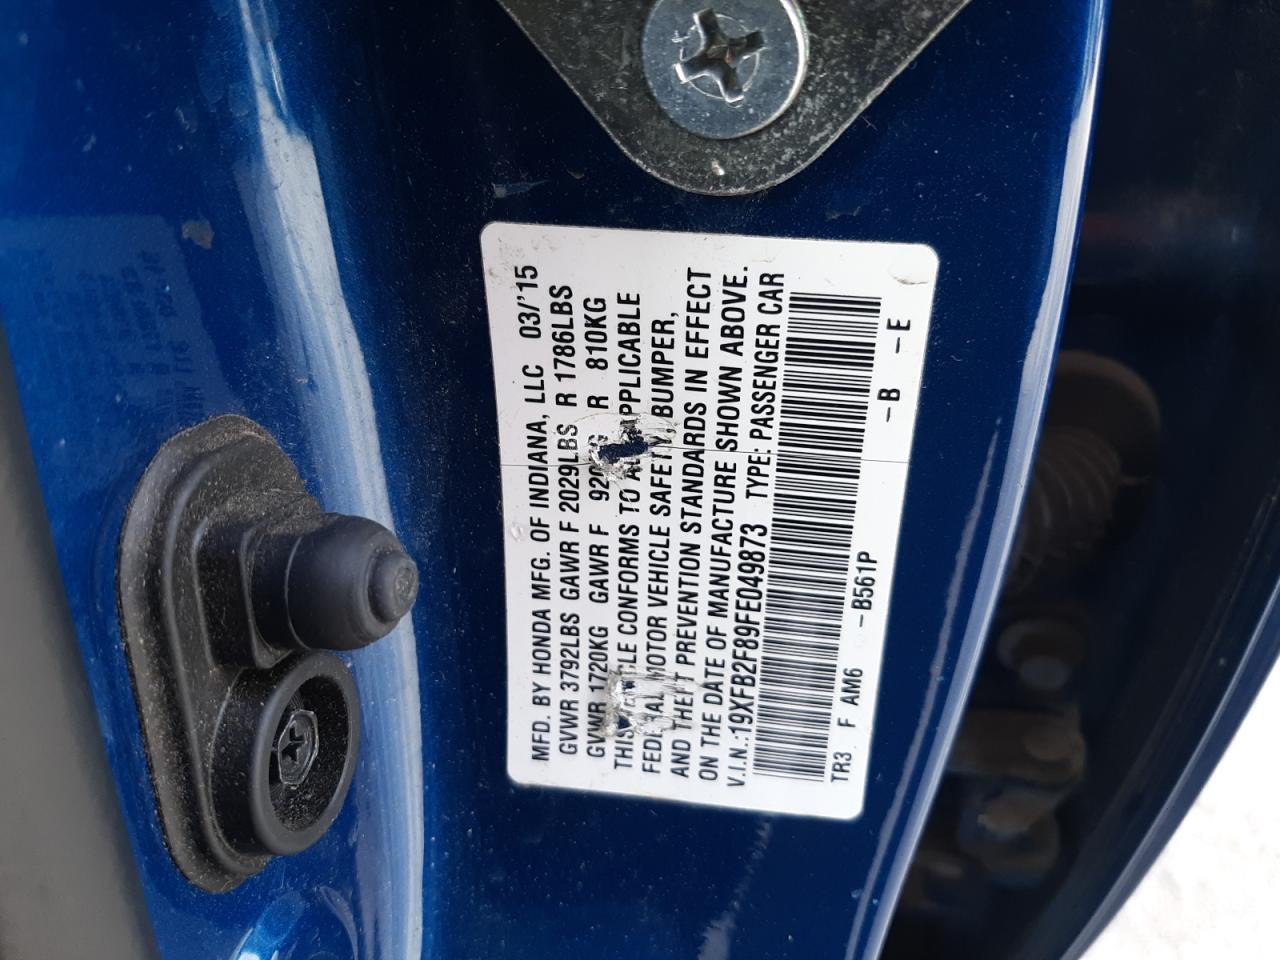 MFD. BY HONDA MFG. OF INDIANA, LLC 03/'15
GVWR 3792LBS GAWR F 2029LBS R 1786LBS
GVWR 1720KG GAWR F R 810KG
CONFORMS TO APPLICABLE
MOTOR VEHICLE SAFETY, BUMPER,
AND THEFT PREVENTION STANDARDS IN EFFECT
ON THE DATE OF MANUFACTURE SHOWN ABOVE.
V.I.N.:19XFB2F89FE049873 TYPE: PASSENGER CAR
TR3 F AM6 -B561P -B -E